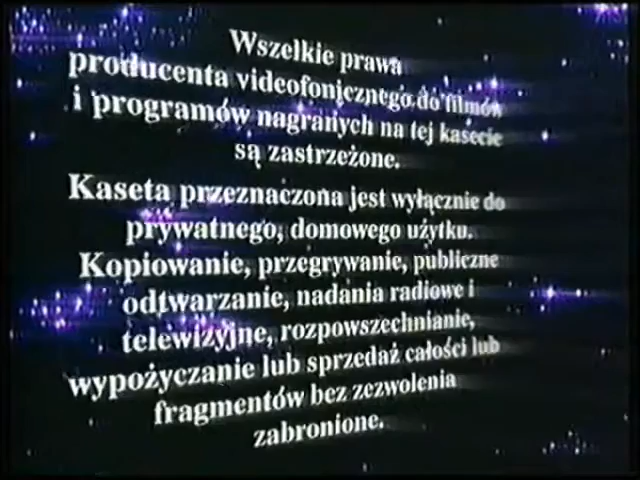 Wszelkie prawa
producenta videofonicznego do filmów
i programów nagranych na tej kasecie
są zastrzeżone.
Kaseta przeznaczona jest wyłącznie do
prywatnego, domowego użytku.
Kopiowanie, przegrywanie, publiczne
odtwarzanie, nadania radiowe i
telewizyjne, rozpowszechnianie,
wypożyczanie lub sprzedaż całości lub
fragmentów bez zezwolenia
zabronione.